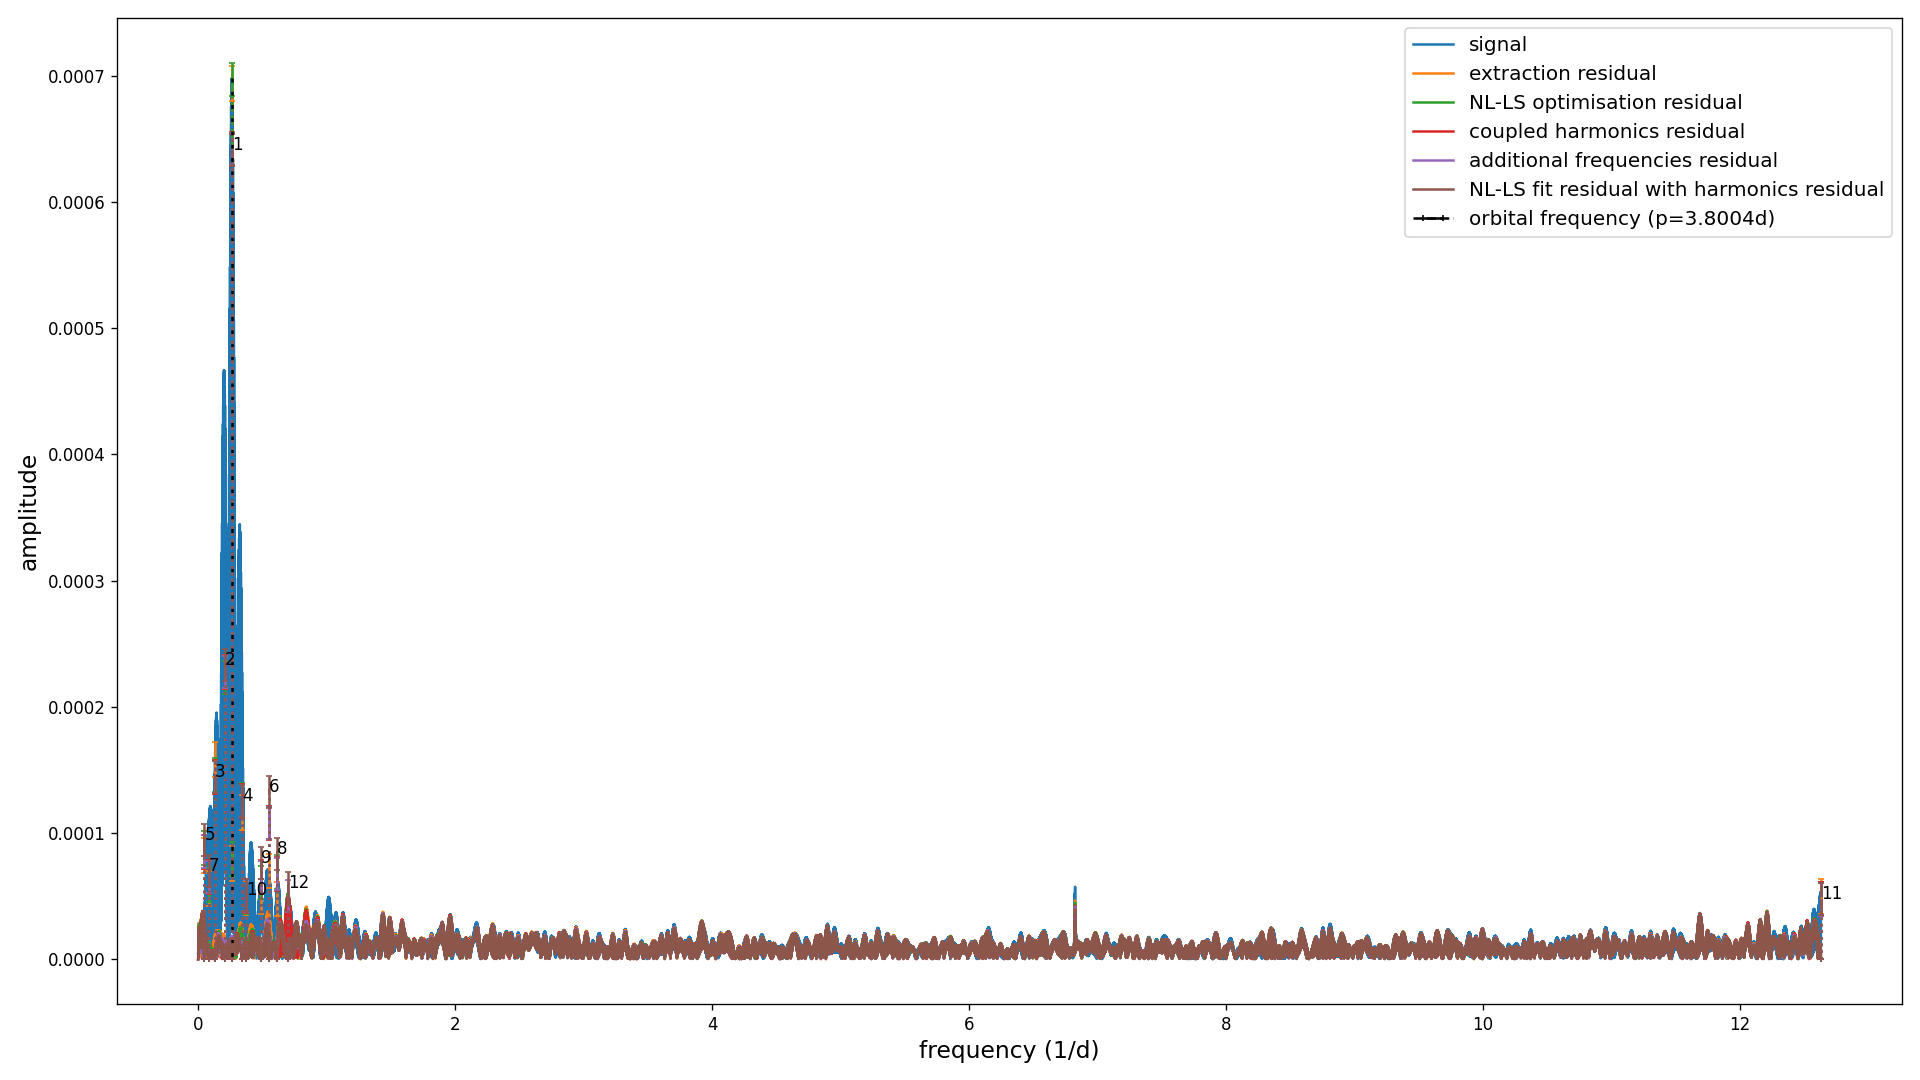 signal
extraction residual
NL-LS optimisation residual
coupled harmonics residual
additional frequencies residual
NL-LS fit residual with harmonics residual
orbital frequency (p=3.8004d)
amplitude
0.0007
0.0006
0.0005
0.0004
0.0003
0.0002
0.0001
0.0000
1
2
3
4
5
6
7
8
9
10
11
12
0 2 4 6 8 10 12
frequency (1/d)